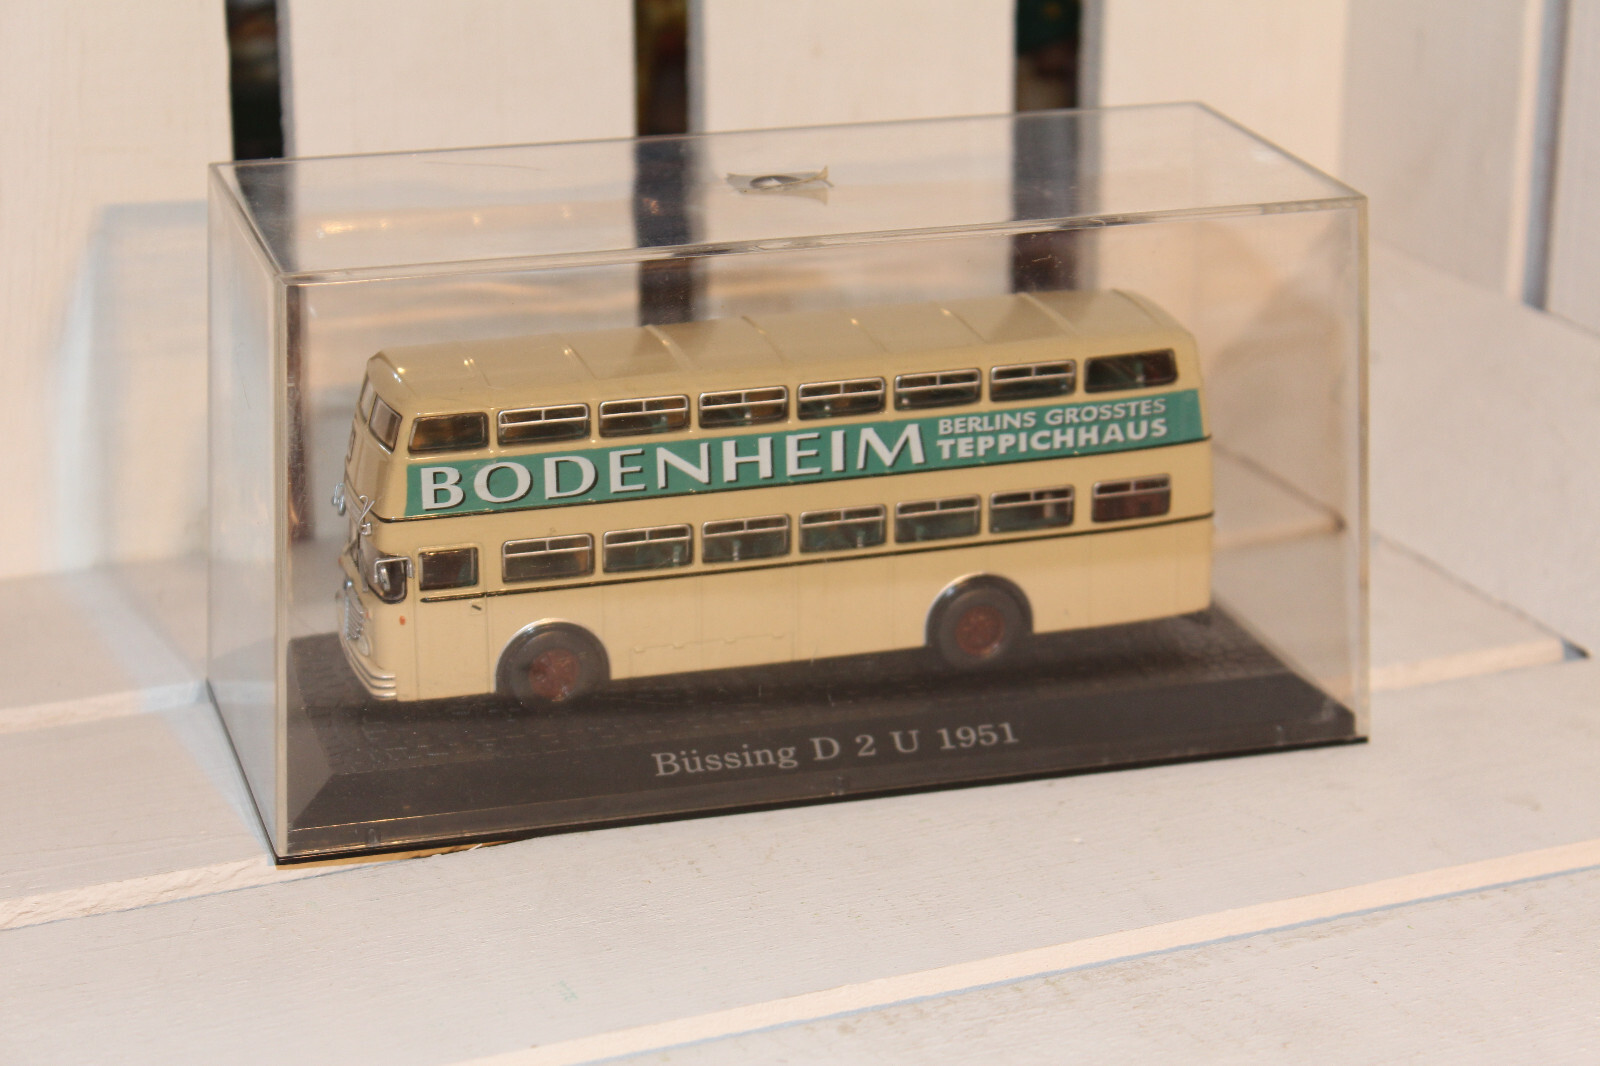 BODENHEIM
BERLINS GROSSTES
TEPPICHHAUS
Büssing D 2 U 1951